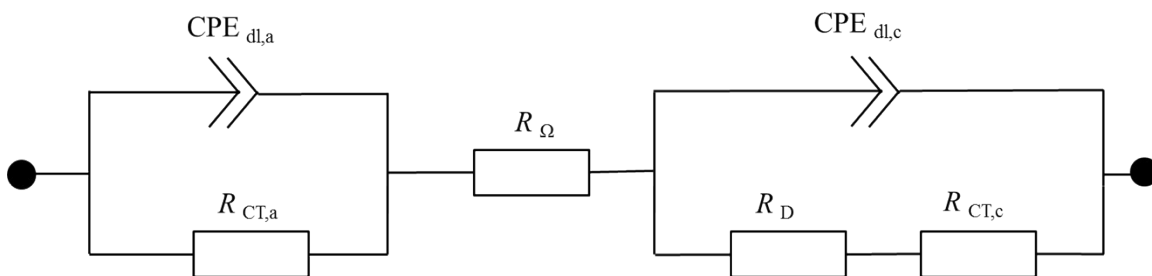 CPE dl,a
CPE dl,c
R Ω
R CT,a
R D
R CT,c